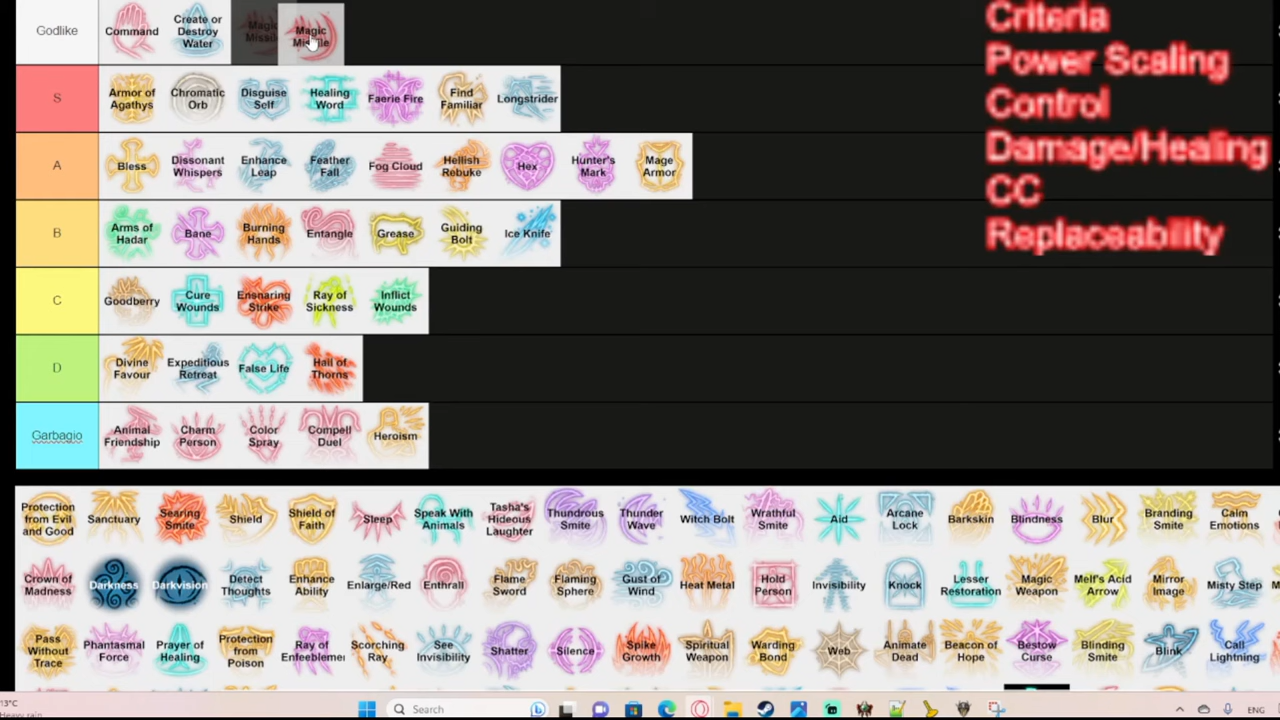 Godlike
Command
Create or
Destroy
Water
Magic
Missile
Magic
Missile
Criteria
Power Scaling
Control
Damage/Healing
CC
Replaceability
S
Armor of
Agathys
Chromatic
Orb
Disguise
Self
Healing
Word
Faerie Fire
Find
Familiar
Longstrider
A
Bless
Dissonant
Whispers
Enhance
Leap
Feather
Fall
Fog Cloud
Hellish
Rebuke
Hex
Hunter's
Mark
Mage
Armor
B
Arms of
Hadar
Bane
Burning
Hands
Entangle
Grease
Guiding
Bolt
Ice Knife
C
Goodberry
Cure
Wounds
Ensnaring
Strike
Ray of
Sickness
Inflict
Wounds
D
Divine
Favour
Expeditious
Retreat
False Life
Hail of
Thorns
Garbagio
Animal
Friendship
Charm
Person
Color
Spray
Compell
Duel
Heroism
Protection
from Evil
and Good
Sanctuary
Searing
Smite
Shield
Shield of
Faith
Sleep
Speak With
Animals
Tasha's
Hideous
Laughter
Thundrous
Smite
Thunder
Wave
Witch Bolt
Wrathful
Smite
Aid
Arcane
Lock
Barkskin
Blindness
Blur
Branding
Smite
Calm
Emotions
Crown of
Madness
Darkness
Darkvision
Detect
Thoughts
Enhance
Ability
Enlarge/Red
Enthrall
Flame
Sword
Flaming
Sphere
Gust of
Wind
Heat Metal
Hold
Person
Invisibility
Knock
Lesser
Restoration
Magic
Weapon
Melf's Acid
Arrow
Mirror
Image
Misty Step
Pass
Without
Trace
Phantasmal
Force
Prayer of
Healing
Protection
from
Poison
Ray of
Enfeeblemer
Scorching
Ray
See
Invisibility
Shatter
Silence
Spike
Growth
Spiritual
Weapon
Warding
Bond
Web
Animate
Dead
Beacon of
Hope
Bestow
Curse
Blinding
Smite
Blink
Call
Lightning
13°C
Heavy rain
Search
ENG